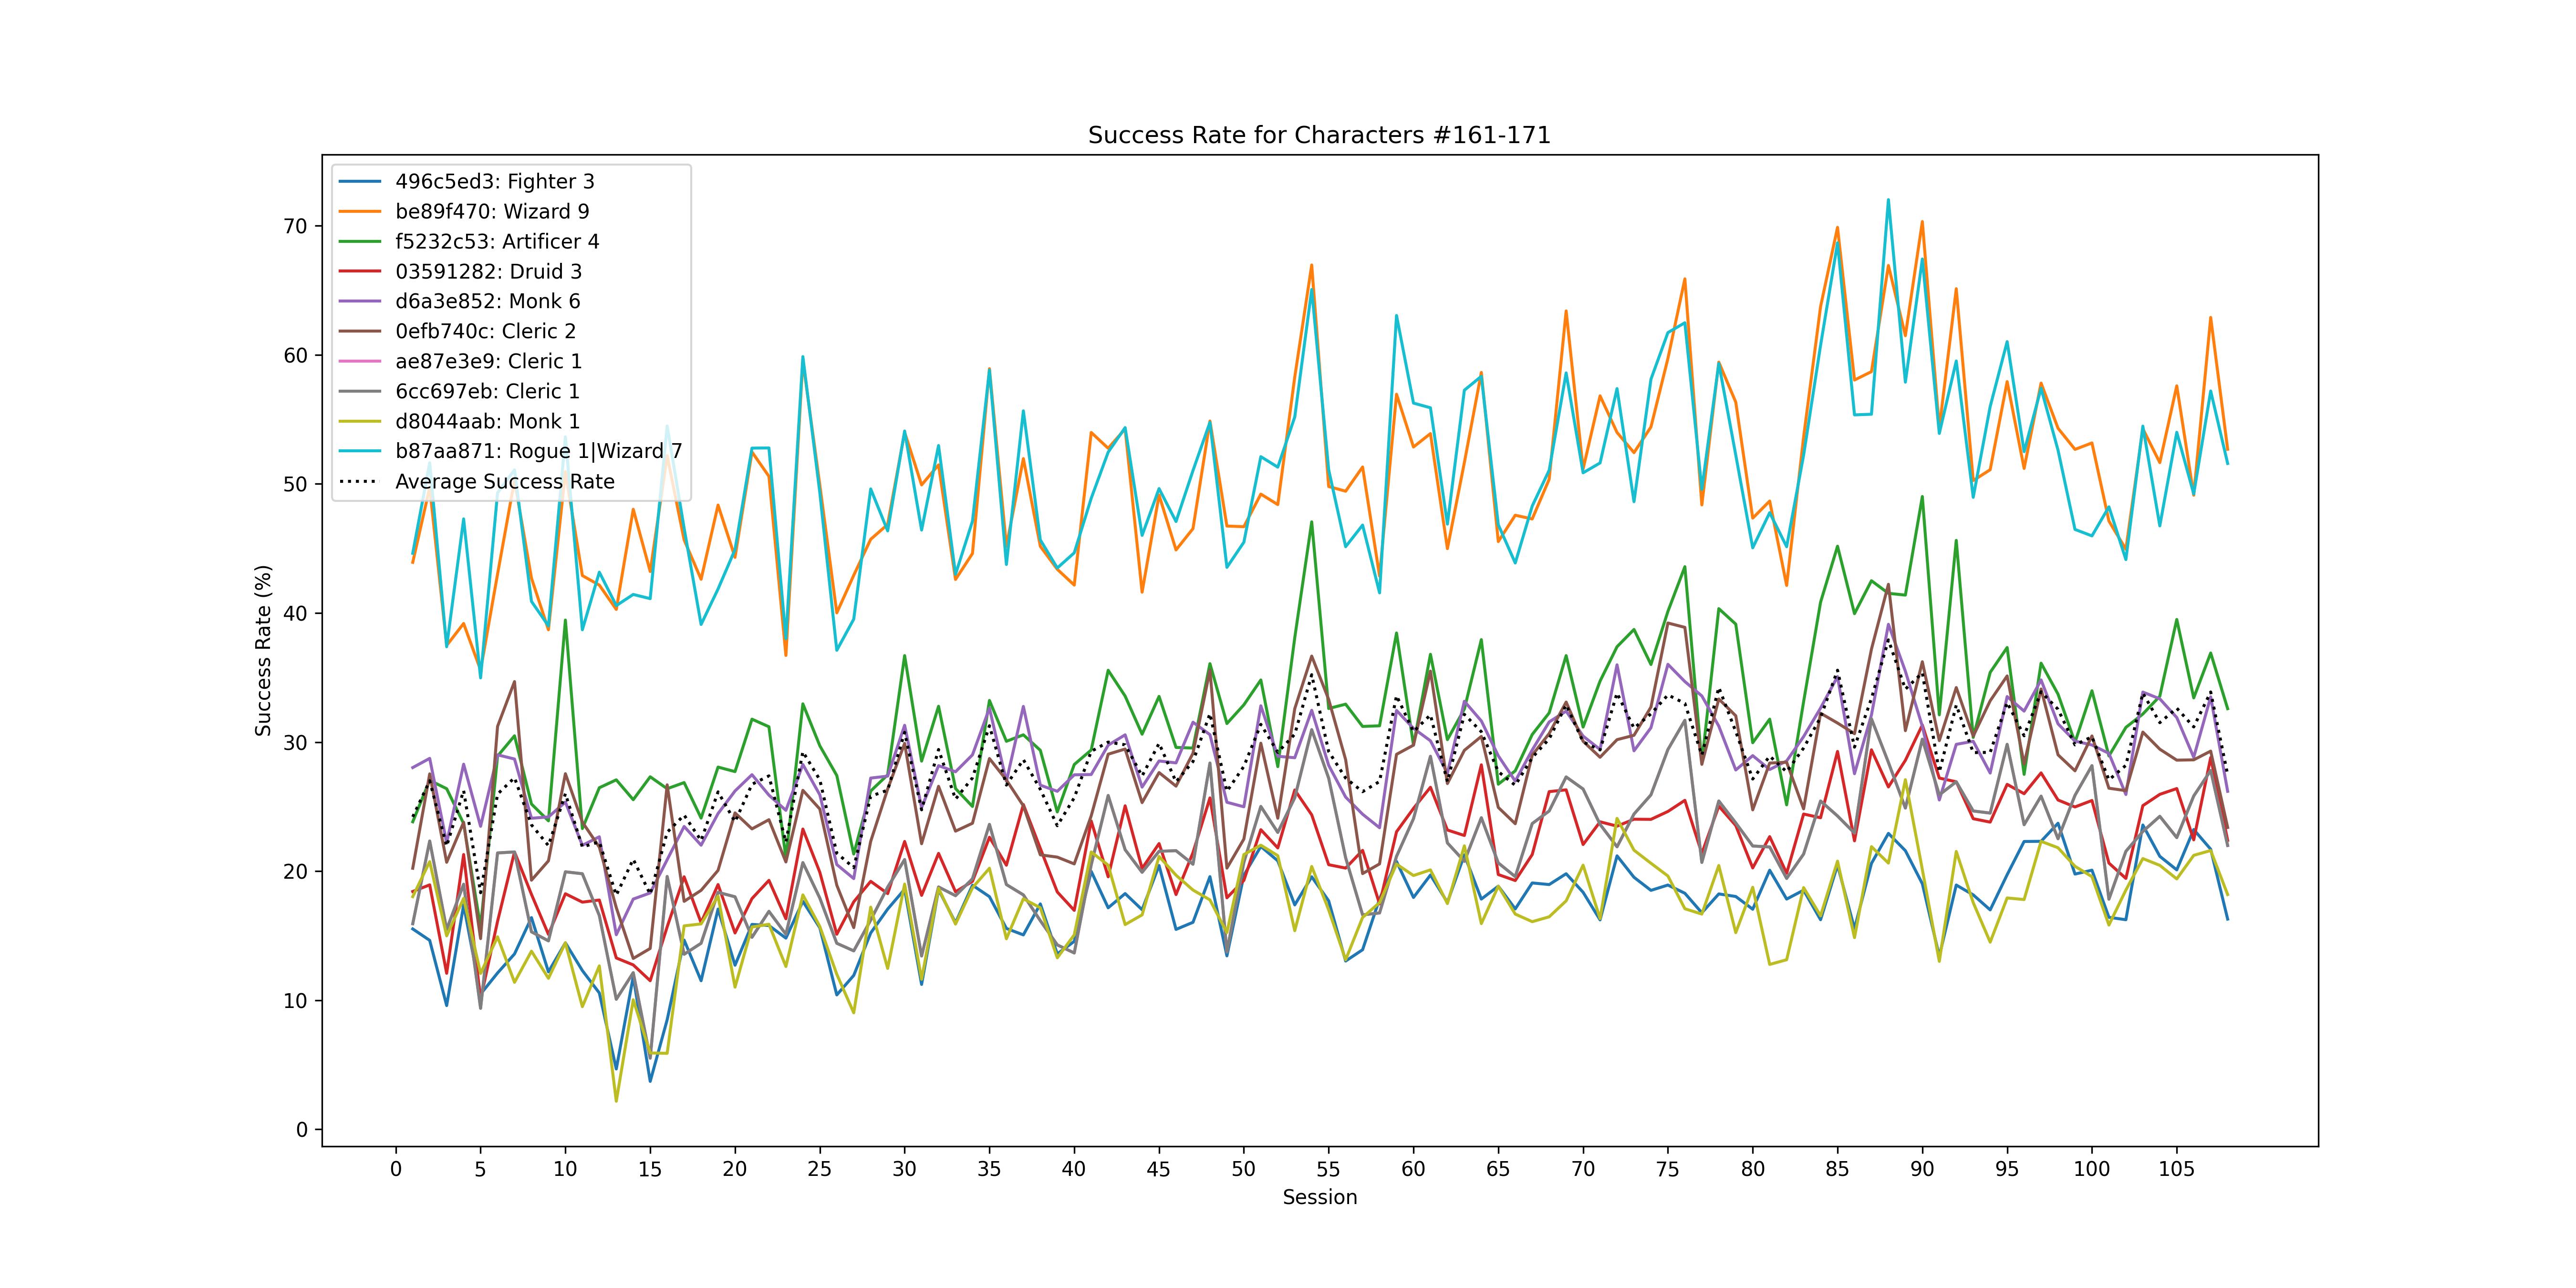 Success Rate for Characters #161-171
496c5ed3: Fighter 3
be89f470: Wizard 9
f5232c53: Artificer 4
03591282: Druid 3
d6a3e852: Monk 6
0efb740c: Cleric 2
ae87e3e9: Cleric 1
6cc697eb: Cleric 1
d8044aab: Monk 1
b87aa871: Rogue 1|Wizard 7
Average Success Rate
Success Rate (%)
70
60
50
40
30
20
10
0
0 5 10 15 20 25 30 35 40 45 50 55 60 65 70 75 80 85 90 95 100 105
Session